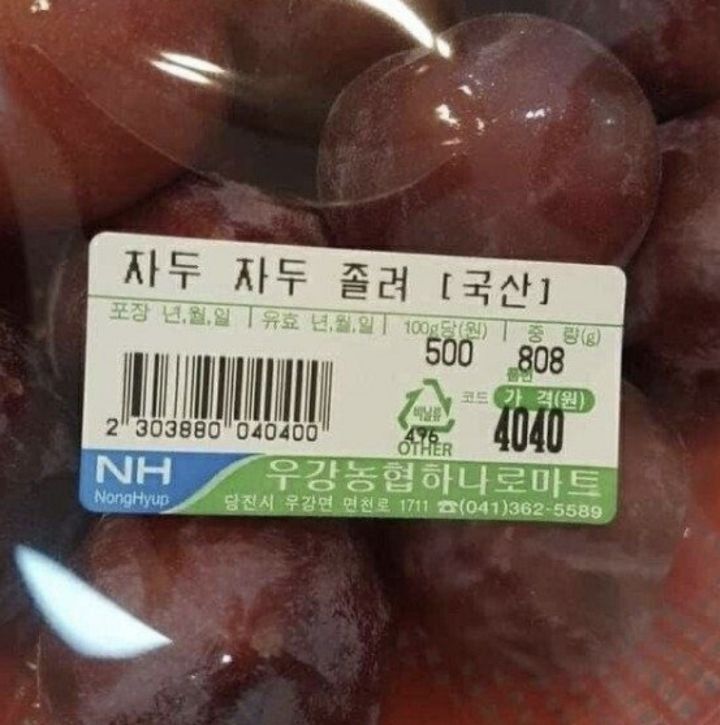 자두 자두 졸려 [국산]
포장 년,월,일 유효 년,월,일 100g당(원) 중 량(g)
500 808
코드 가 격(원)
비닐류
496 4040
OTHER
2 303880 040400
NH 우강농협하나로마트
NongHyup 당진시 우강면 면천로 1711 ☎(041)362-5589